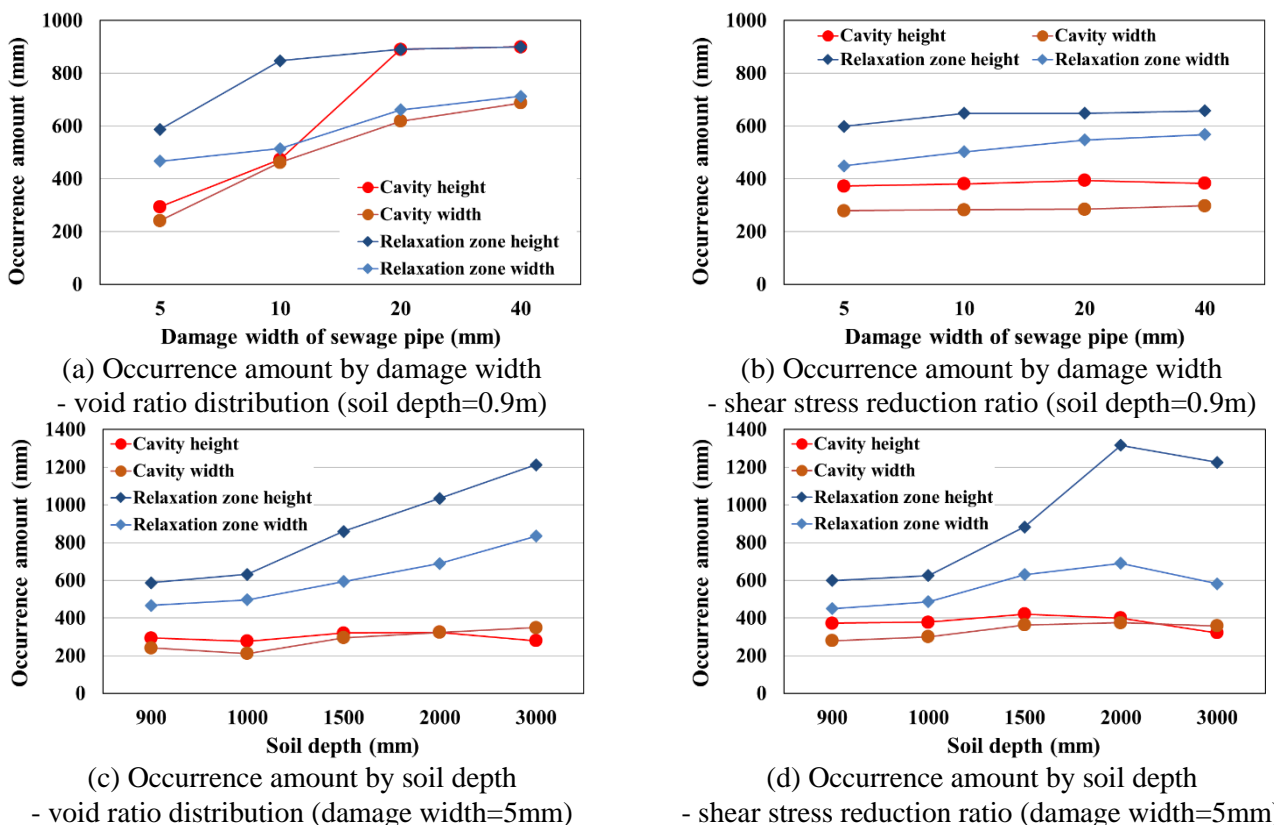 1000
800
600
400
200
0
Occurrence amount (mm)
Cavity height
Cavity width
Relaxation zone height
Relaxation zone width
5 10 20 40
Damage width of sewage pipe (mm)
(a) Occurrence amount by damage width
- void ratio distribution (soil depth=0.9m)
1000
800
600
400
200
0
Occurrence amount (mm)
Cavity height Cavity width
Relaxation zone height Relaxation zone width
5 10 20 40
Damage width of sewage pipe (mm)
(b) Occurrence amount by damage width
- shear stress reduction ratio (soil depth=0.9m)
1400
1200
1000
800
600
400
200
0
Occurrence amount (mm)
Cavity height
Cavity width
Relaxation zone height
Relaxation zone width
900 1000 1500 2000 3000
Soil depth (mm)
(c) Occurrence amount by soil depth
- void ratio distribution (damage width=5mm)
1400
1200
1000
800
600
400
200
0
Occurrence amount (mm)
Cavity height
Cavity width
Relaxation zone height
Relaxation zone width
900 1000 1500 2000 3000
Soil depth (mm)
(d) Occurrence amount by soil depth
- shear stress reduction ratio (damage width=5mm